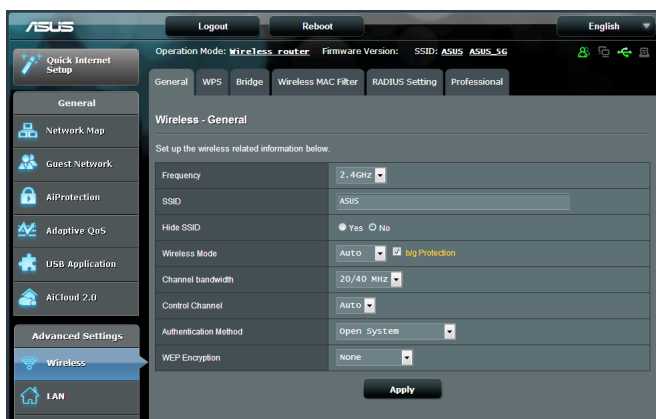 ASUS
Logout
Reboot
English
Quick Internet
Setup
Operation Mode: Wireless router Firmware Version: SSID: ASUS ASUS_5G
General WPS Bridge Wireless MAC Filter RADIUS Setting Professional
General
Network Map
Guest Network
AiProtection
Adaptive QoS
USB Application
AiCloud 2.0
Advanced Settings
Wireless
LAN
Wireless - General
Set up the wireless related information below.
Frequency 2.4GHz
SSID ASUS
Hide SSID Yes No
Wireless Mode Auto b/g Protection
Channel bandwidth 20/40 MHz
Control Channel Auto
Authentication Method Open System
WEP Encryption None
Apply